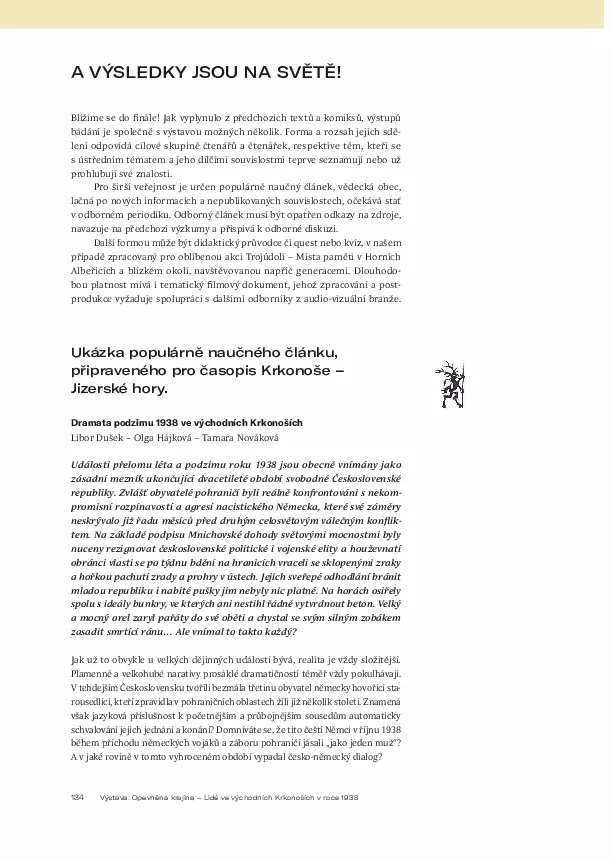 A VÝSLEDKY JSOU NA SVĚTĚ!
Blížíme se do finále! Jak vyplynulo z předchozích textů a komiksů, výstupů
bádání je společně s výstavou možných několik. Forma a rozsah jejich sdě-
lení odpovídá cílové skupině čtenářů a čtenářek, respektive těm, kteří se
s ústředním tématem a jeho dílčími souvislostmi teprve seznamují nebo už
prohlubují své znalosti.
Pro širší veřejnost je určen populárně naučný článek, vědecká obec,
lačná po nových informacích a nepublikovaných souvislostech, očekává stať
v odborném periodiku. Odborný článek musí být opatřen odkazy na zdroje,
navazuje na předchozí výzkumy a přispívá k odborné diskuzi.
Další formou může být didaktický průvodce či quest nebo kvíz, v našem
případě zpracovaný pro oblíbenou akci Trojúdolí – Místa paměti v Horních
Albeřicích a blízkém okolí, navštěvovanou napříč generacemi. Dlouhodo-
bou platnost mívá i tematický filmový dokument, jehož zpracování a post-
produkce vyžaduje spolupráci s dalšími odborníky z audio-vizuální branže.
Ukázka populárně naučného článku,
připraveného pro časopis Krkonoše –
Jizerské hory.
Dramata podzimu 1938 ve východních Krkonoších
Libor Dušek – Olga Hájková – Tamara Nováková
Události přelomu léta a podzimu roku 1938 jsou obecně vnímány jako
zásadní mezník ukončující dvacetileté období svobodné Československé
republiky. Zvlášť obyvatelé pohraničí byli reálně konfrontováni s nekom-
promisní rozpínavostí a agresí nacistického Německa, které své záměry
neskrývalo již řadu měsíců před druhým celosvětovým válečným konflik-
tem. Na základě podpisu Mnichovské dohody světovými mocnostmi byly
nuceny rezignovat československé politické i vojenské elity a houževnatí
obránci vlasti se po týdnu bdění na hranicích vraceli se sklopenými zraky
a hořkou pachutí zrady a prohry v ústech. Jejich sveřepé odhodlání bránit
mladou republiku i nabité pušky jim nebyly nic platné. Na horách osiřely
spolu s ideály bunkry, ve kterých ani nestihl řádně vytvrdnout beton. Velký
a mocný orel zaryl pařáty do své oběti a chystal se svým silným zobákem
zasadit smrtící ránu… Ale vnímal to takto každý?
Jak už to obvykle u velkých dějinných událostí bývá, realita je vždy složitější.
Plamenné a velkohubé narativy prosáklé dramatičností téměř vždy pokulhávají.
V tehdejším Československu tvořili bezmála třetinu obyvatel německy hovořící sta-
rousedlíci, kteří zpravidla v pohraničních oblastech žili již několik století. Znamená
však jazyková příslušnost k početnějším a průbojnějším sousedům automaticky
schvalování jejich jednání a konání? Domníváte se, že tito čeští Němci v říjnu 1938
během příchodu německých vojáků a záboru pohraničí jásali „jako jeden muž“?
A v jaké rovině v tomto vyhroceném období vypadal česko-německý dialog?
134 Výstava: Opevněná krajina – Lidé ve východních Krkonoších v roce 1938